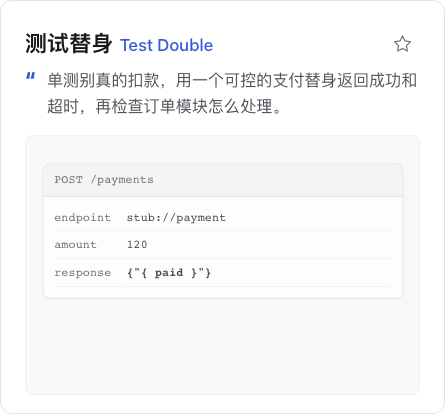 测试替身 Test Double
“ 单测别真的扣款，用一个可控的支付替身返回成功和
超时，再检查订单模块怎么处理。
POST /payments
endpoint stub://payment
amount 120
response {"{ paid }"}